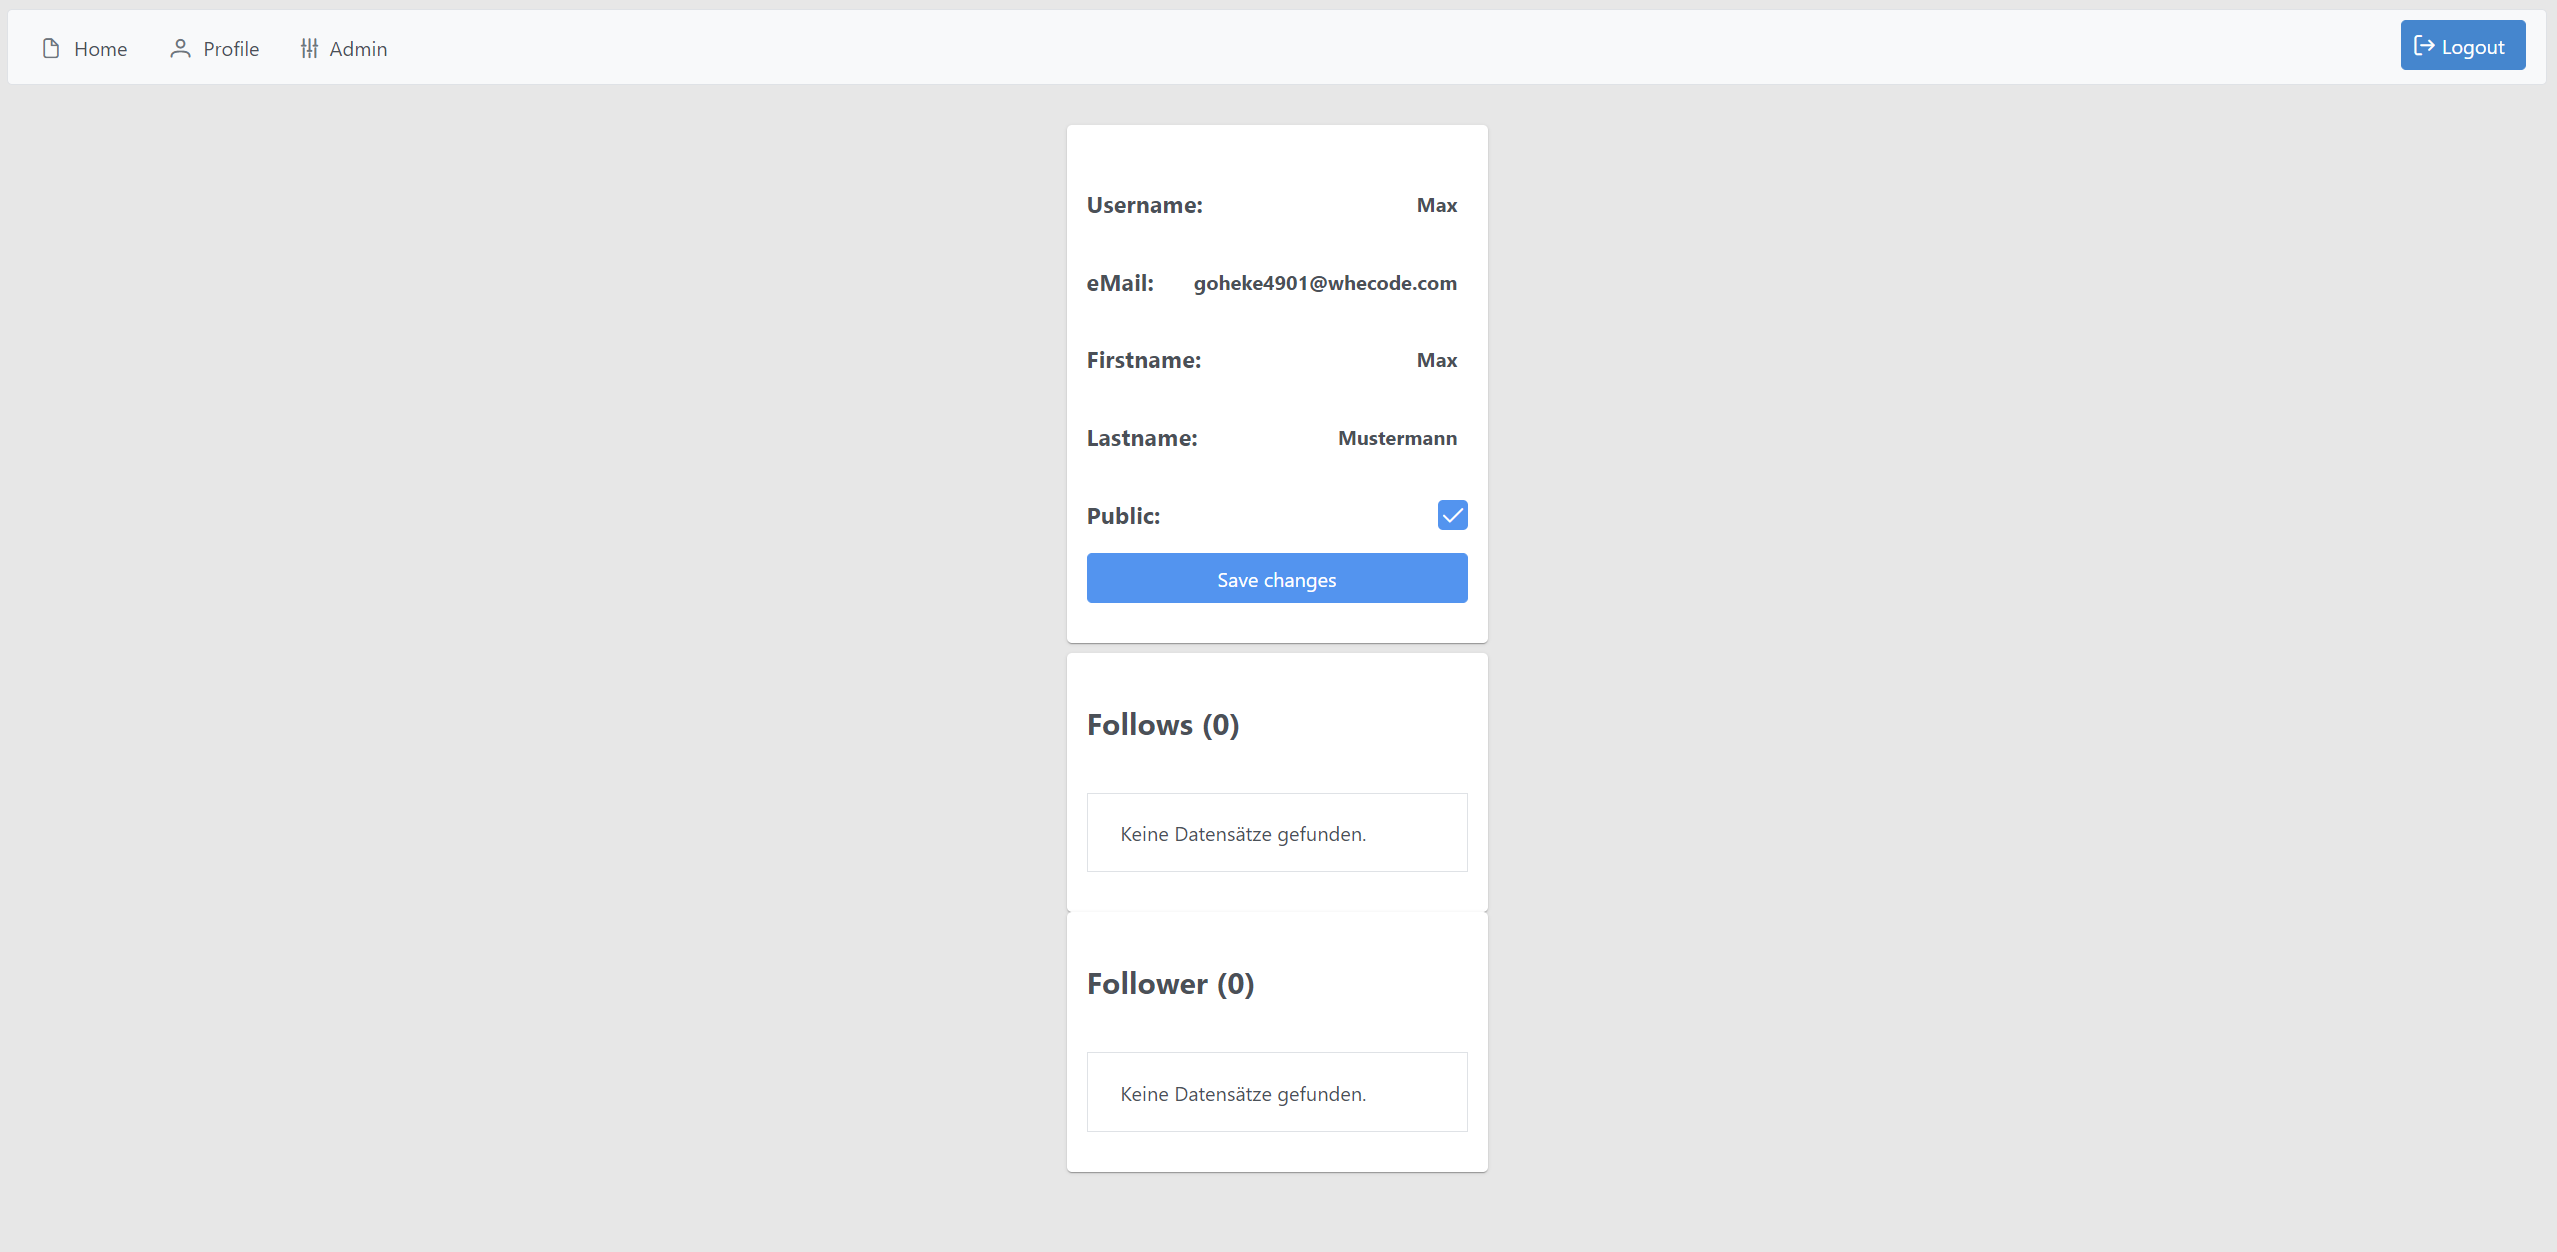 Home Profile Admin Logout
Username: Max
eMail: goheke4901@whecode.com
Firstname: Max
Lastname: Mustermann
Public:
Save changes
Follows (0)
Keine Datensätze gefunden.
Follower (0)
Keine Datensätze gefunden.